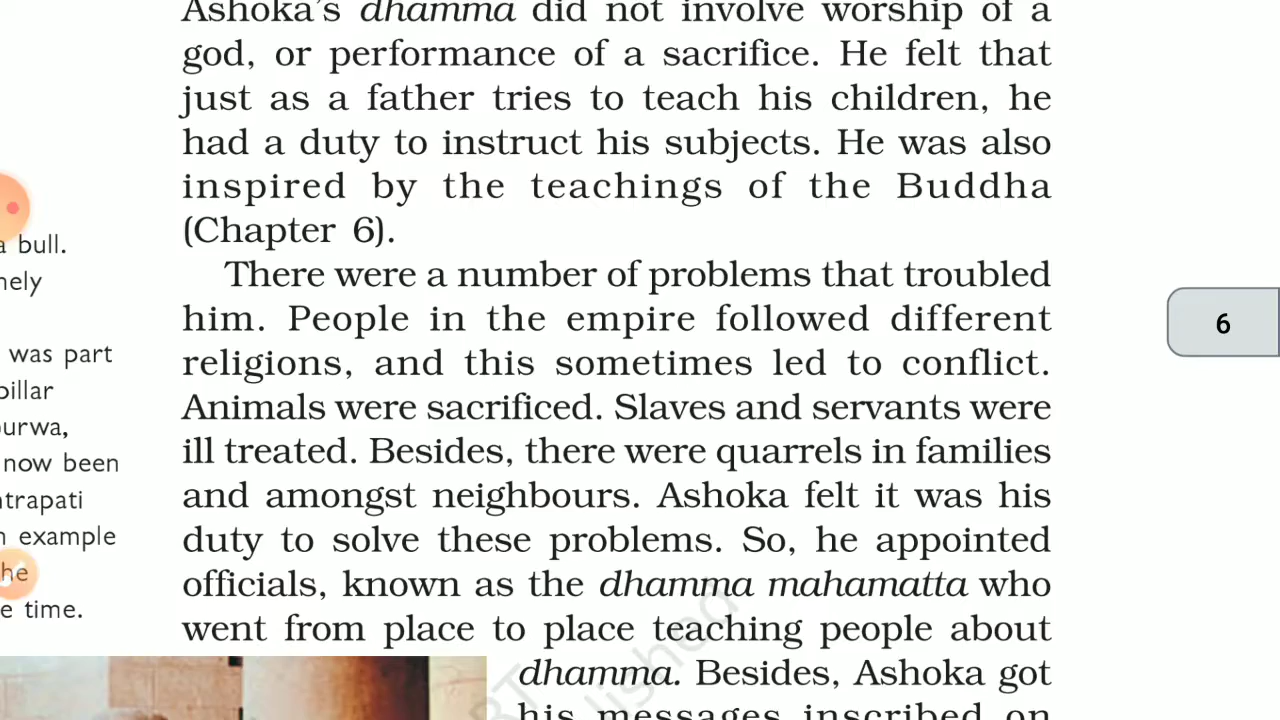 Ashoka's dhamma did not involve worship of a
god, or performance of a sacrifice. He felt that
just as a father tries to teach his children, he
had a duty to instruct his subjects. He was also
inspired by the teachings of the Buddha
(Chapter 6).
There were a number of problems that troubled
him. People in the empire followed different
religions, and this sometimes led to conflict.
Animals were sacrificed. Slaves and servants were
ill treated. Besides, there were quarrels in families
and amongst neighbours. Ashoka felt it was his
duty to solve these problems. So, he appointed
officials, known as the dhamma mahamatta who
went from place to place teaching people about
dhamma. Besides, Ashoka got
his messages inscribed on
a bull.
was part
now been
example
he
time.
6